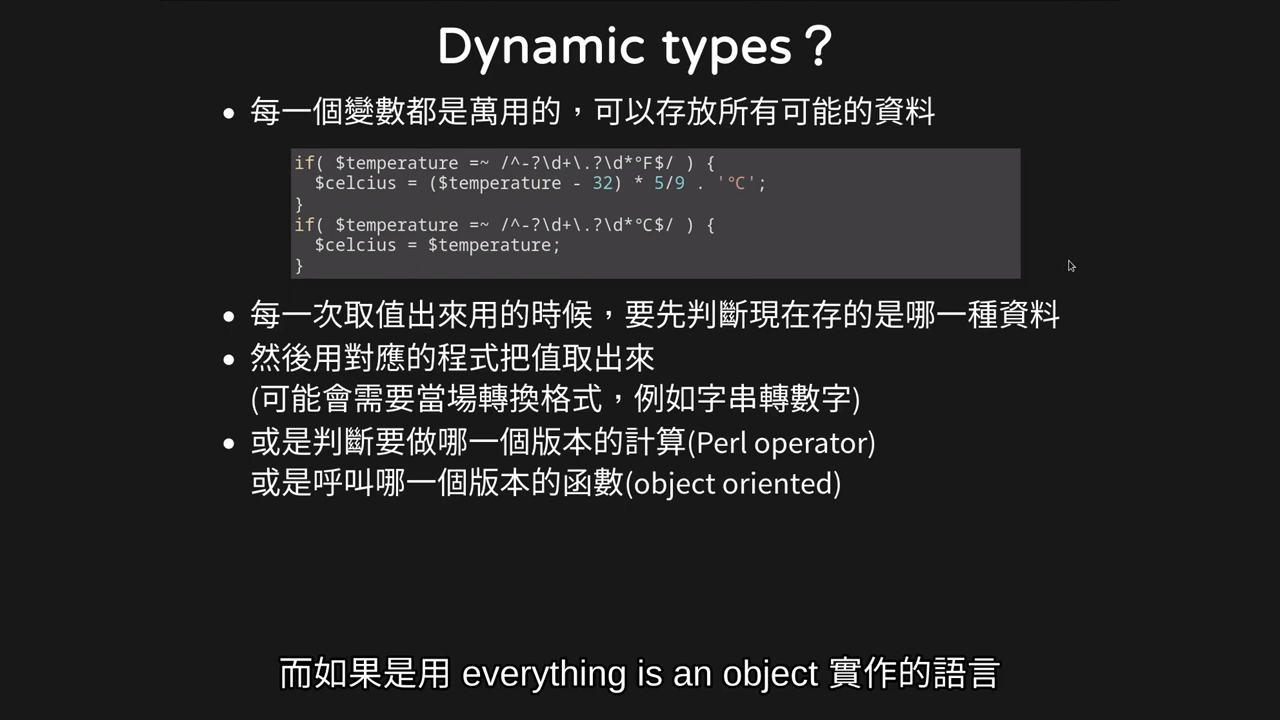 Dynamic types？
• 每一個變數都是萬用的，可以存放所有可能的資料
if( $temperature =~ /^-?\d+\.?\d*°F$/ ) {
  $celcius = ($temperature - 32) * 5/9 . '°C';
}
if( $temperature =~ /^-?\d+\.?\d*°C$/ ) {
  $celcius = $temperature;
}
• 每一次取值出來用的時候，要先判斷現在存的是哪一種資料
• 然後用對應的程式把值取出來
(可能會需要當場轉換格式，例如字串轉數字)
• 或是判斷要做哪一個版本的計算(Perl operator)
或是呼叫哪一個版本的函數(object oriented)
而如果是用 everything is an object 實作的語言